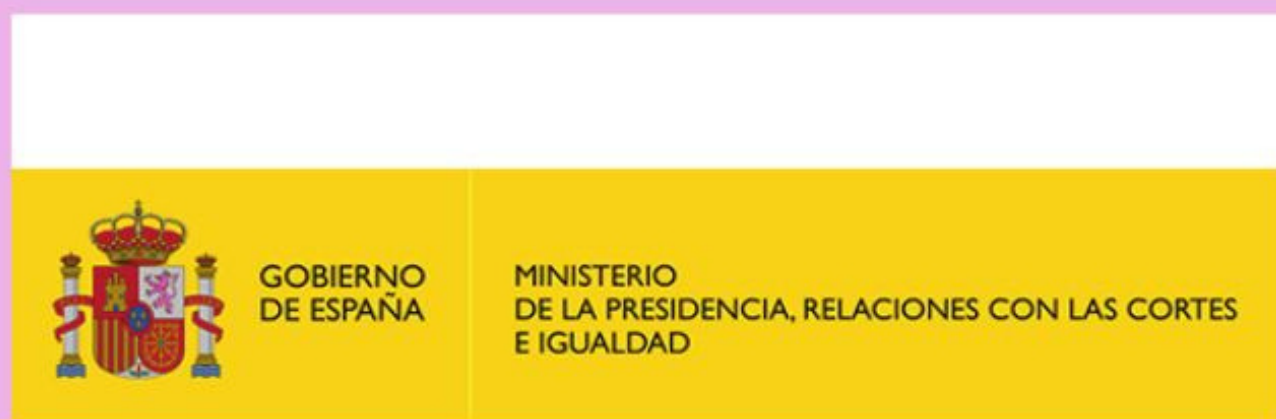 GOBIERNO
DE ESPAÑA
MINISTERIO
DE LA PRESIDENCIA, RELACIONES CON LAS CORTES
E IGUALDAD